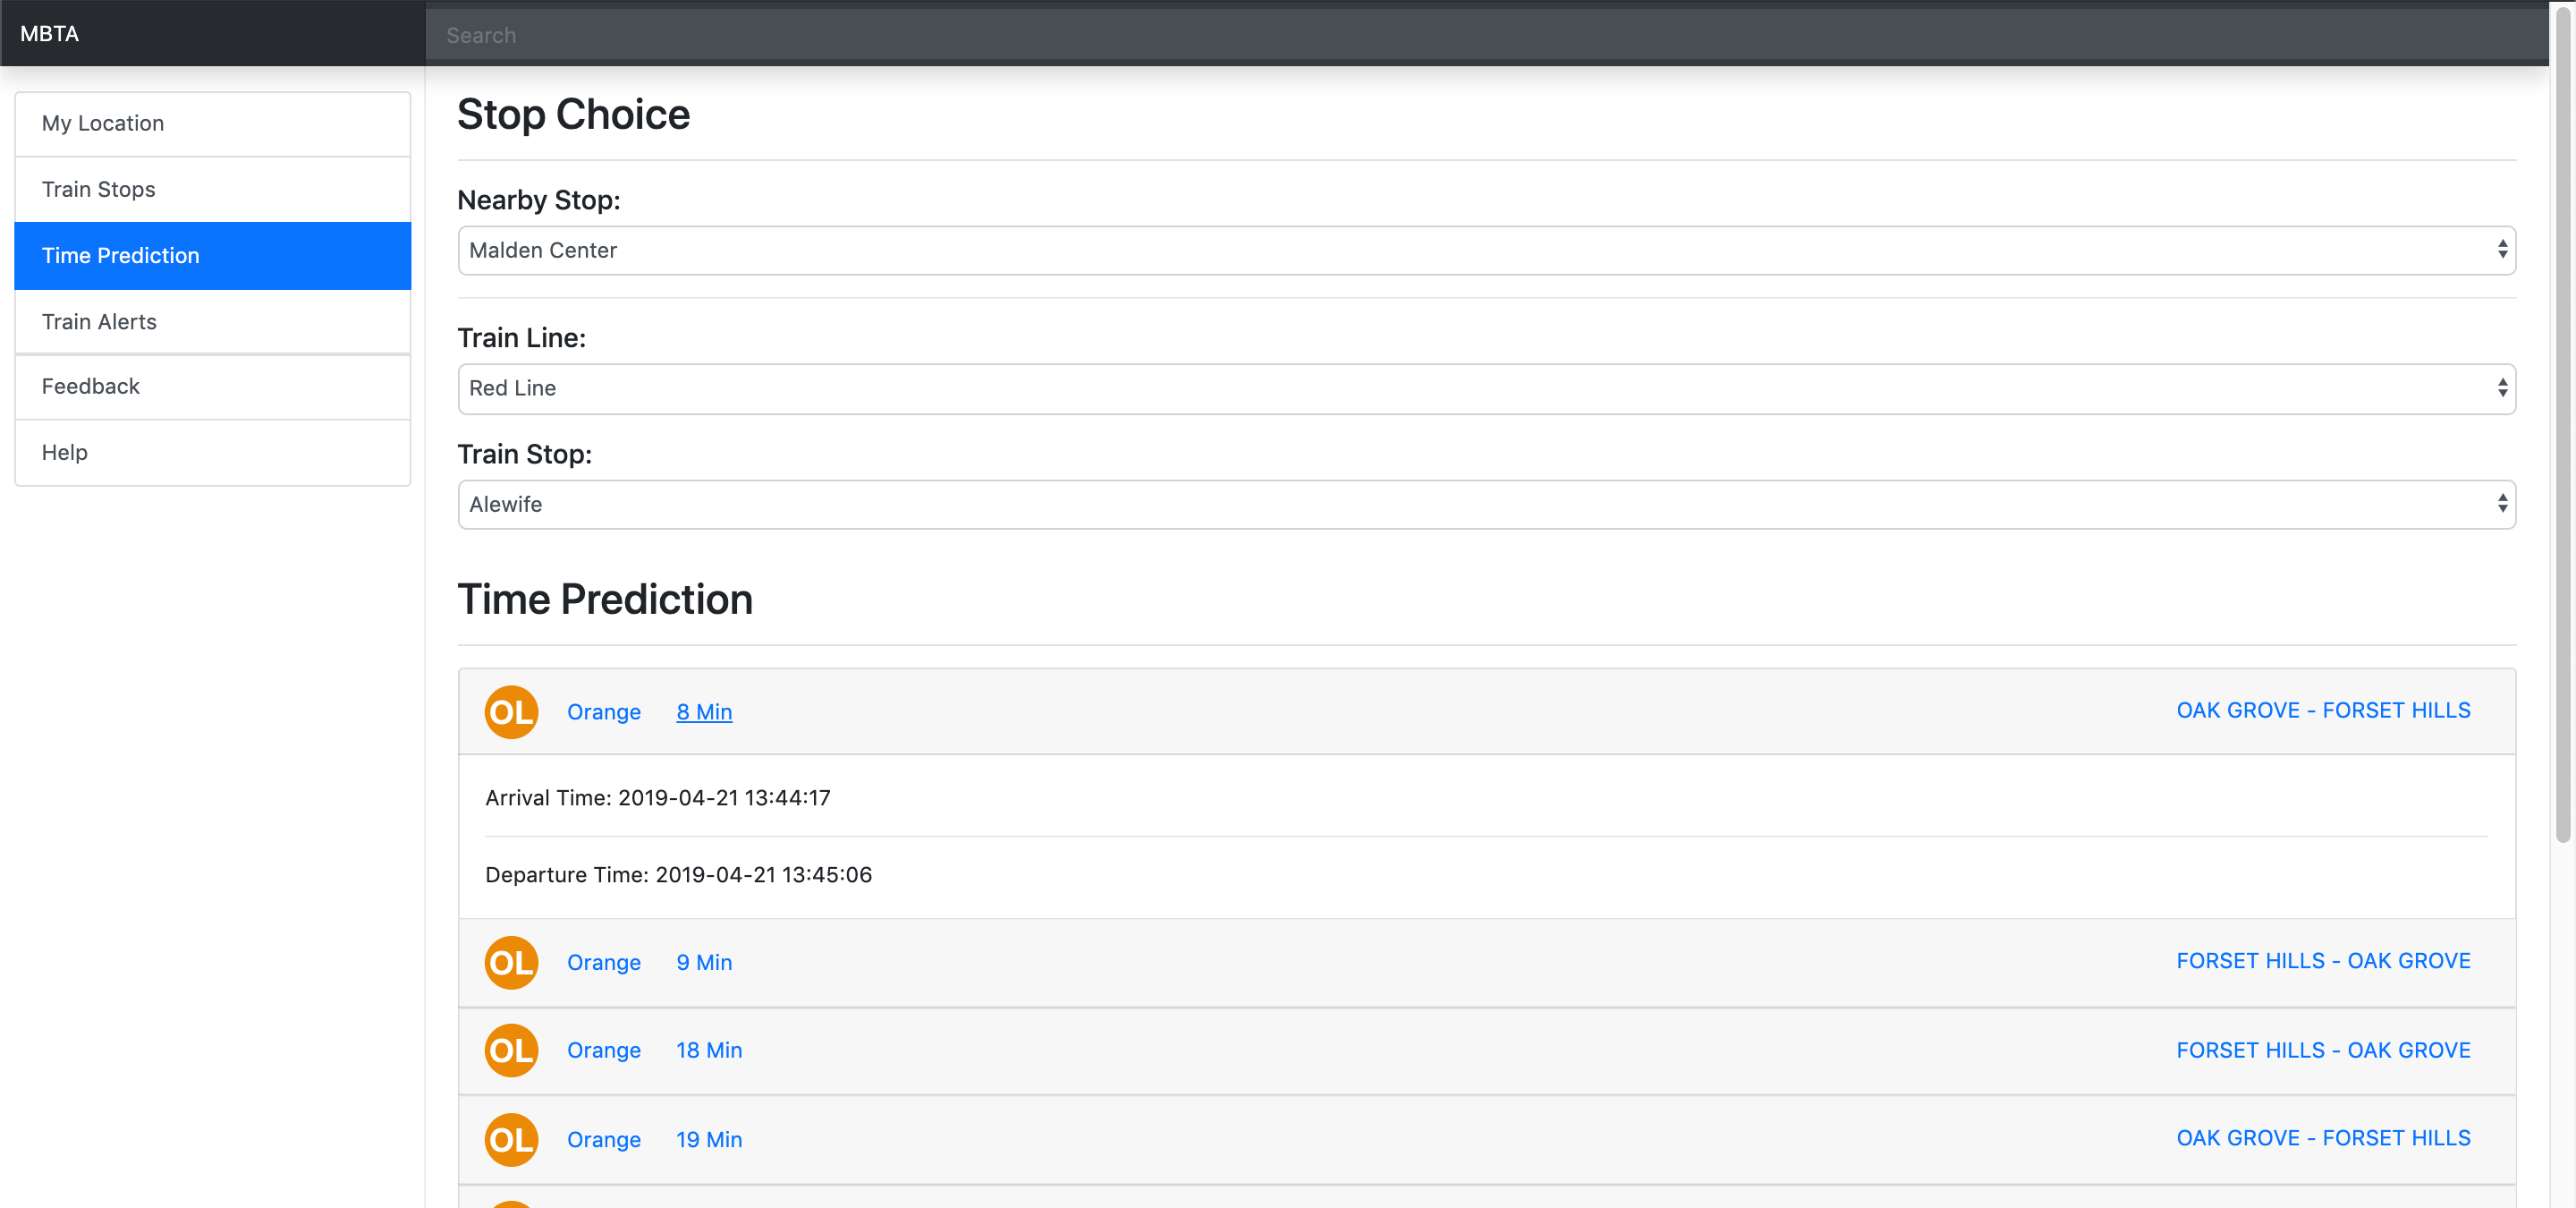 MBTA
Search
My Location
Train Stops
Time Prediction
Train Alerts
Feedback
Help
Stop Choice
Nearby Stop:
Malden Center
Train Line:
Red Line
Train Stop:
Alewife
Time Prediction
OL Orange 8 Min OAK GROVE - FORSET HILLS
Arrival Time: 2019-04-21 13:44:17
Departure Time: 2019-04-21 13:45:06
OL Orange 9 Min FORSET HILLS - OAK GROVE
OL Orange 18 Min FORSET HILLS - OAK GROVE
OL Orange 19 Min OAK GROVE - FORSET HILLS